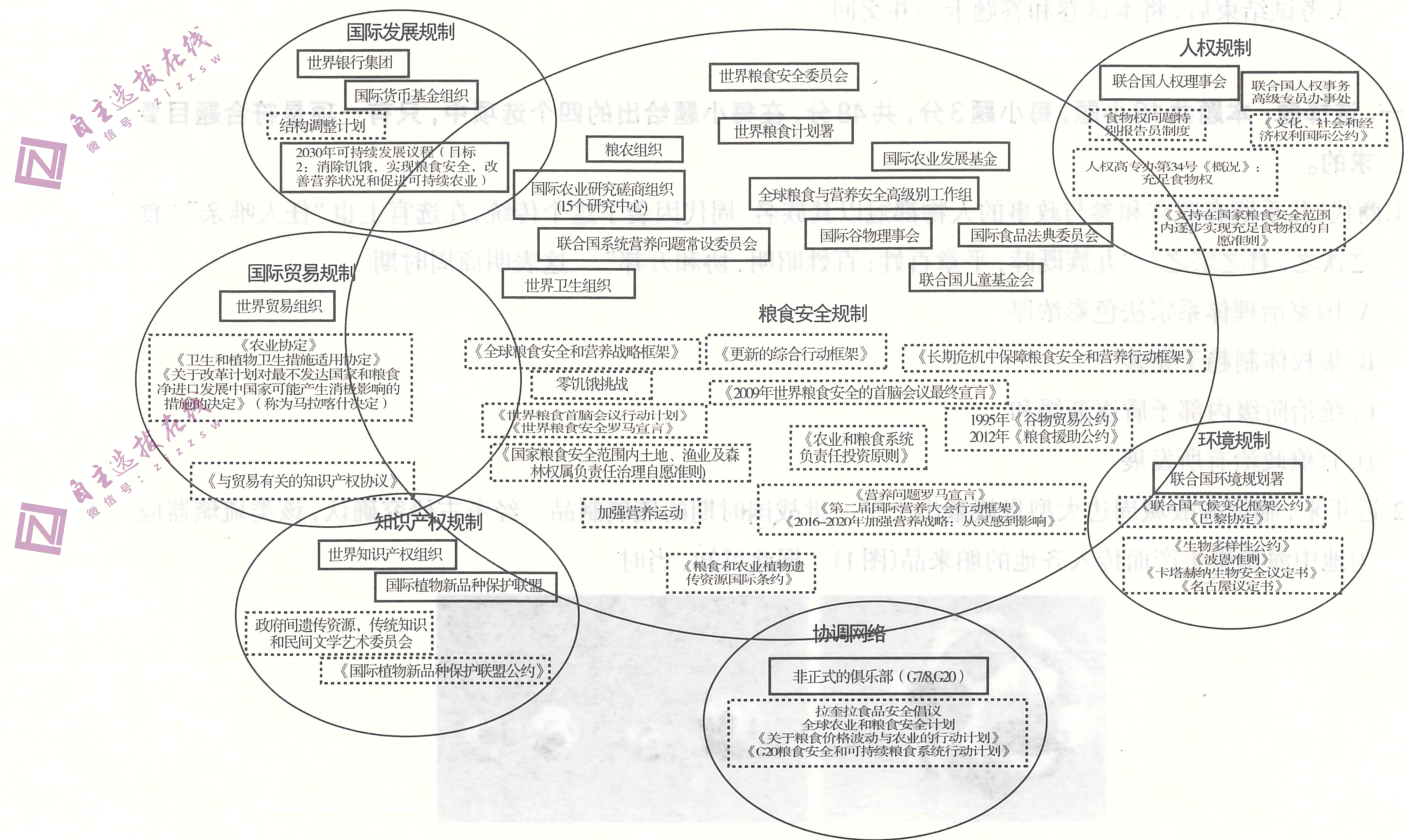 国际发展规制
世界银行集团
国际货币基金组织
结构调整计划
2030年可持续发展议程（目标
2：消除饥饿，实现粮食安全，改
善营养状况和促进可持续农业）
世界粮食安全委员会
世界粮食计划署
粮农组织
国际农业发展基金
国际农业研究磋商组织
(15个研究中心)
全球粮食与营养安全高级别工作组
联合国系统营养问题常设委员会
国际谷物理事会
国际食品法典委员会
世界卫生组织
联合国儿童基金会
人权规制
联合国人权理事会
联合国人权事务
高级专员办事处
食物权问题特
别报告员制度
《文化、社会和经
济权利国际公约》
人权高专办第34号《概况》：
充足食物权
《支持在国家粮食安全范围
内逐步实现充足食物权的自
愿准则》
国际贸易规制
世界贸易组织
《农业协定》
《卫生和植物卫生措施适用协定》
《关于改革计划对最不发达国家和粮食
净进口发展中国家可能产生消极影响的
措施的决定》（称为马拉喀什决定）
《与贸易有关的知识产权协议》
粮食安全规制
《全球粮食安全和营养战略框架》
《更新的综合行动框架》
《长期危机中保障粮食安全和营养行动框架》
零饥饿挑战
《2009年世界粮食安全的首脑会议最终宣言》
《世界粮食首脑会议行动计划》
《世界粮食安全罗马宣言》
1995年《谷物贸易公约》
2012年《粮食援助公约》
《农业和粮食系统
负责任投资原则》
《国家粮食安全范围内土地、渔业及森
林权属负责任治理自愿准则)
加强营养运动
《营养问题罗马宣言》
《第二届国际营养大会行动框架》
《2016-2020年加强营养战略：从灵感到影响》
《粮食和农业植物遗
传资源国际条约》
环境规制
联合国环境规划署
《联合国气候变化框架公约》
《巴黎协定》
《生物多样性公约》
《波恩准则》
《卡塔赫纳生物安全议定书》
《名古屋议定书》
知识产权规制
世界知识产权组织
国际植物新品种保护联盟
政府间遗传资源，传统知识
和民间文学艺术委员会
《国际植物新品种保护联盟公约》
协调网络
非正式的俱乐部（G7/8,G20）
拉奎拉食品安全倡议
全球农业和粮食安全计划
《关于粮食价格波动与农业的行动计划》
《G20粮食安全和可持续粮食系统行动计划》
自主选拔在线
微信号：zizzsw
自主选拔在线
微信号：zizzsw